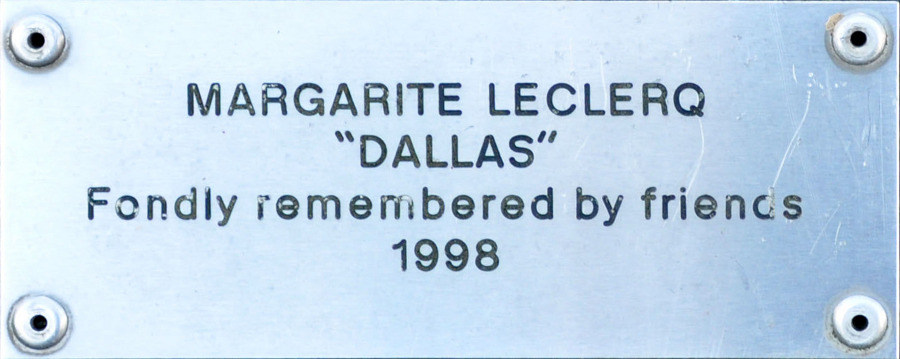 MARGARITE LECLERQ
"DALLAS"
Fondly remembered by friends
1998